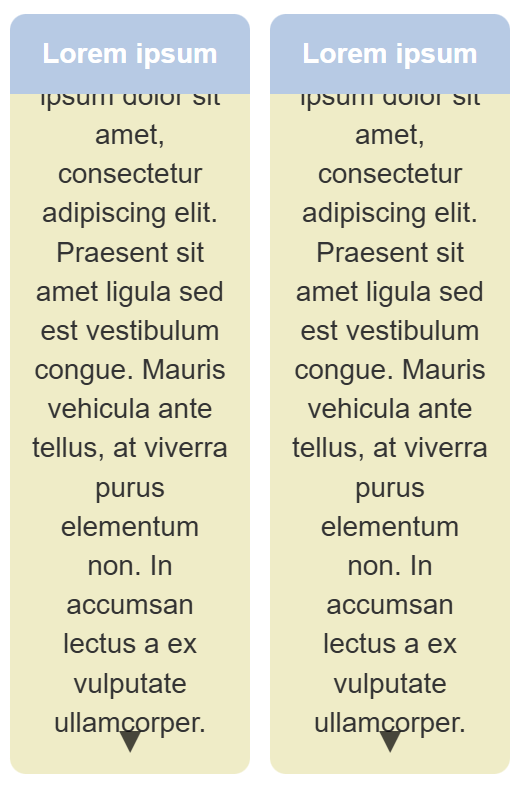 Lorem ipsum
ipsum dolor sit
amet,
consectetur
adipiscing elit.
Praesent sit
amet ligula sed
est vestibulum
congue. Mauris
vehicula ante
tellus, at viverra
purus
elementum
non. In
accumsan
lectus a ex
vulputate
ullamcorper.
Lorem ipsum
ipsum dolor sit
amet,
consectetur
adipiscing elit.
Praesent sit
amet ligula sed
est vestibulum
congue. Mauris
vehicula ante
tellus, at viverra
purus
elementum
non. In
accumsan
lectus a ex
vulputate
ullamcorper.